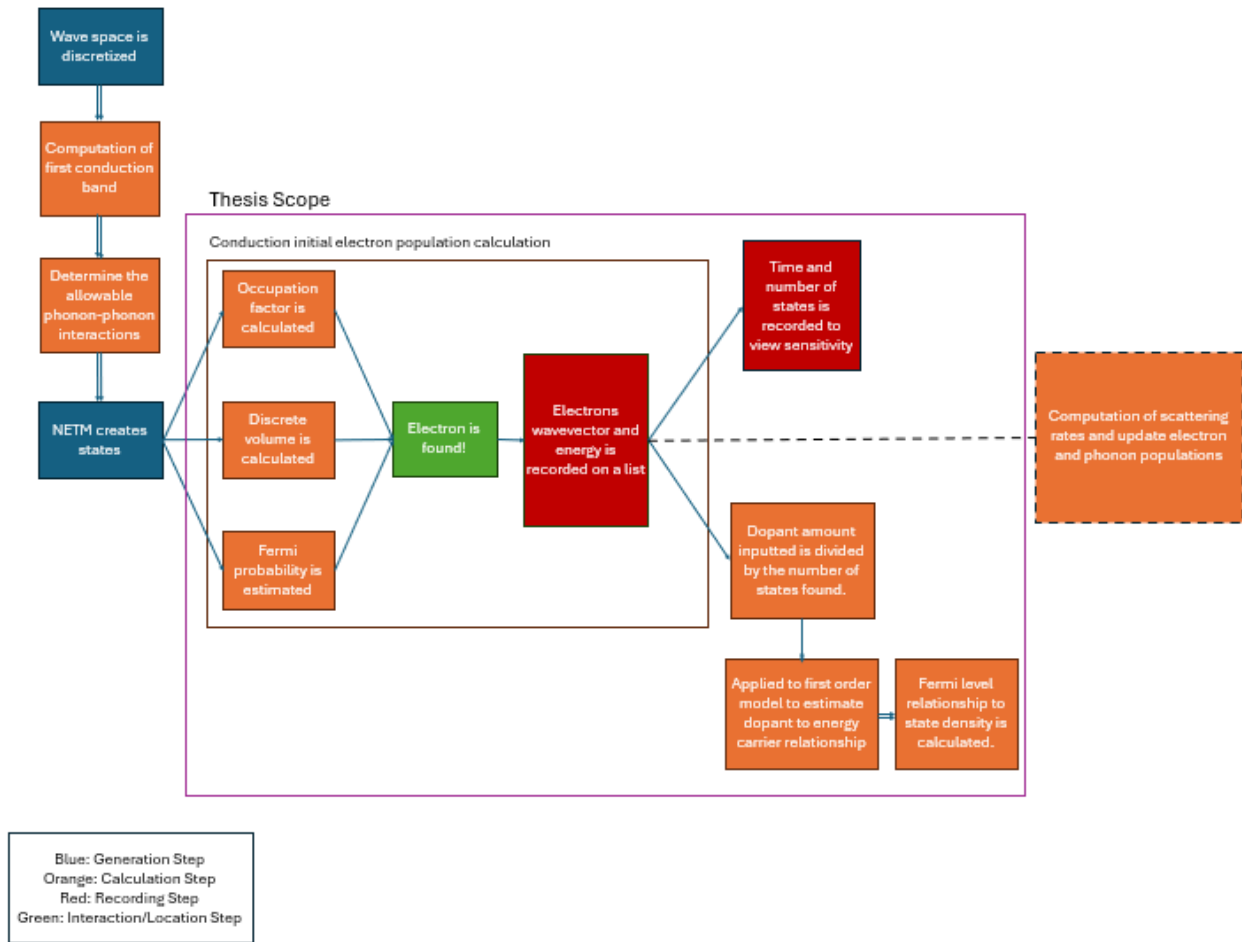 Wave space is
discretized
Computation of
first conduction
band
Determine the
allowable
phonon-phonon
interactions
NETM creates
states
Thesis Scope
Conduction initial electron population calculation
Occupation
factor is
calculated
Discrete
volume is
calculated
Fermi
probability is
estimated
Electron is
found!
Electrons
wavevector and
energy is
recorded on a list
Time and
number of
states is
recorded to
view sensitivity
Dopant amount
inputted is divided
by the number of
states found.
Applied to first order
model to estimate
dopant to energy
carrier relationship
Fermi level
relationship to
state density is
calculated.
Computation of scattering
rates and update electron
and phonon populations
Blue: Generation Step
Orange: Calculation Step
Red: Recording Step
Green: Interaction/Location Step